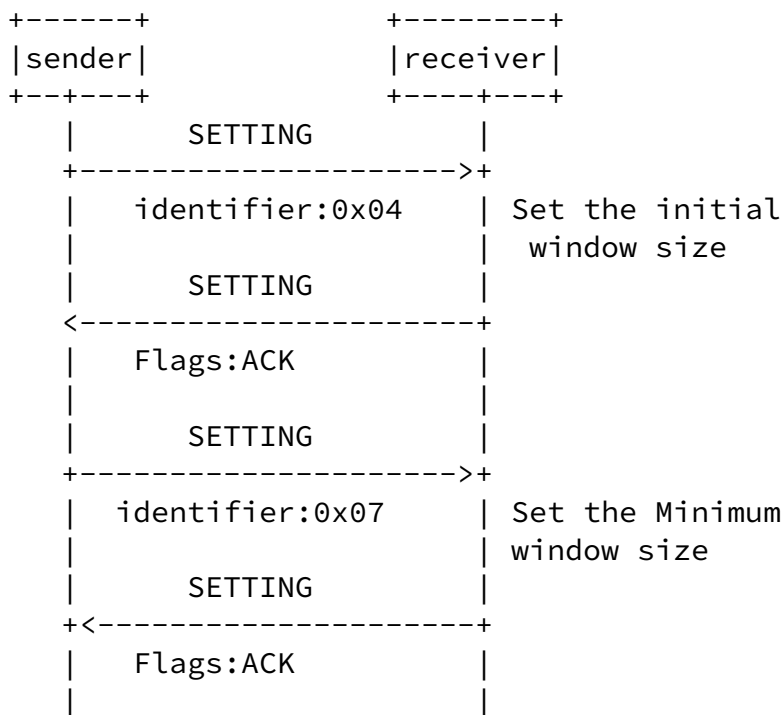 +------+ +--------+
|sender| |receiver|
+--+---+ +----+---+
| SETTING |
+--------------------->+
| identifier:0x04 | Set the initial
| | window size
| SETTING |
<----------------------+
| Flags:ACK |
| |
| SETTING |
+--------------------->+
| identifier:0x07 | Set the Minimum
| | window size
| SETTING |
+<---------------------+
| Flags:ACK |
| |